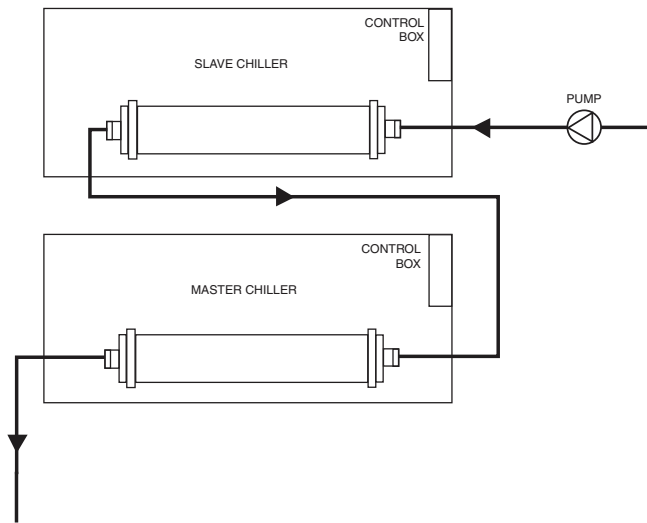 CONTROL
BOX
SLAVE CHILLER
PUMP
CONTROL
BOX
MASTER CHILLER